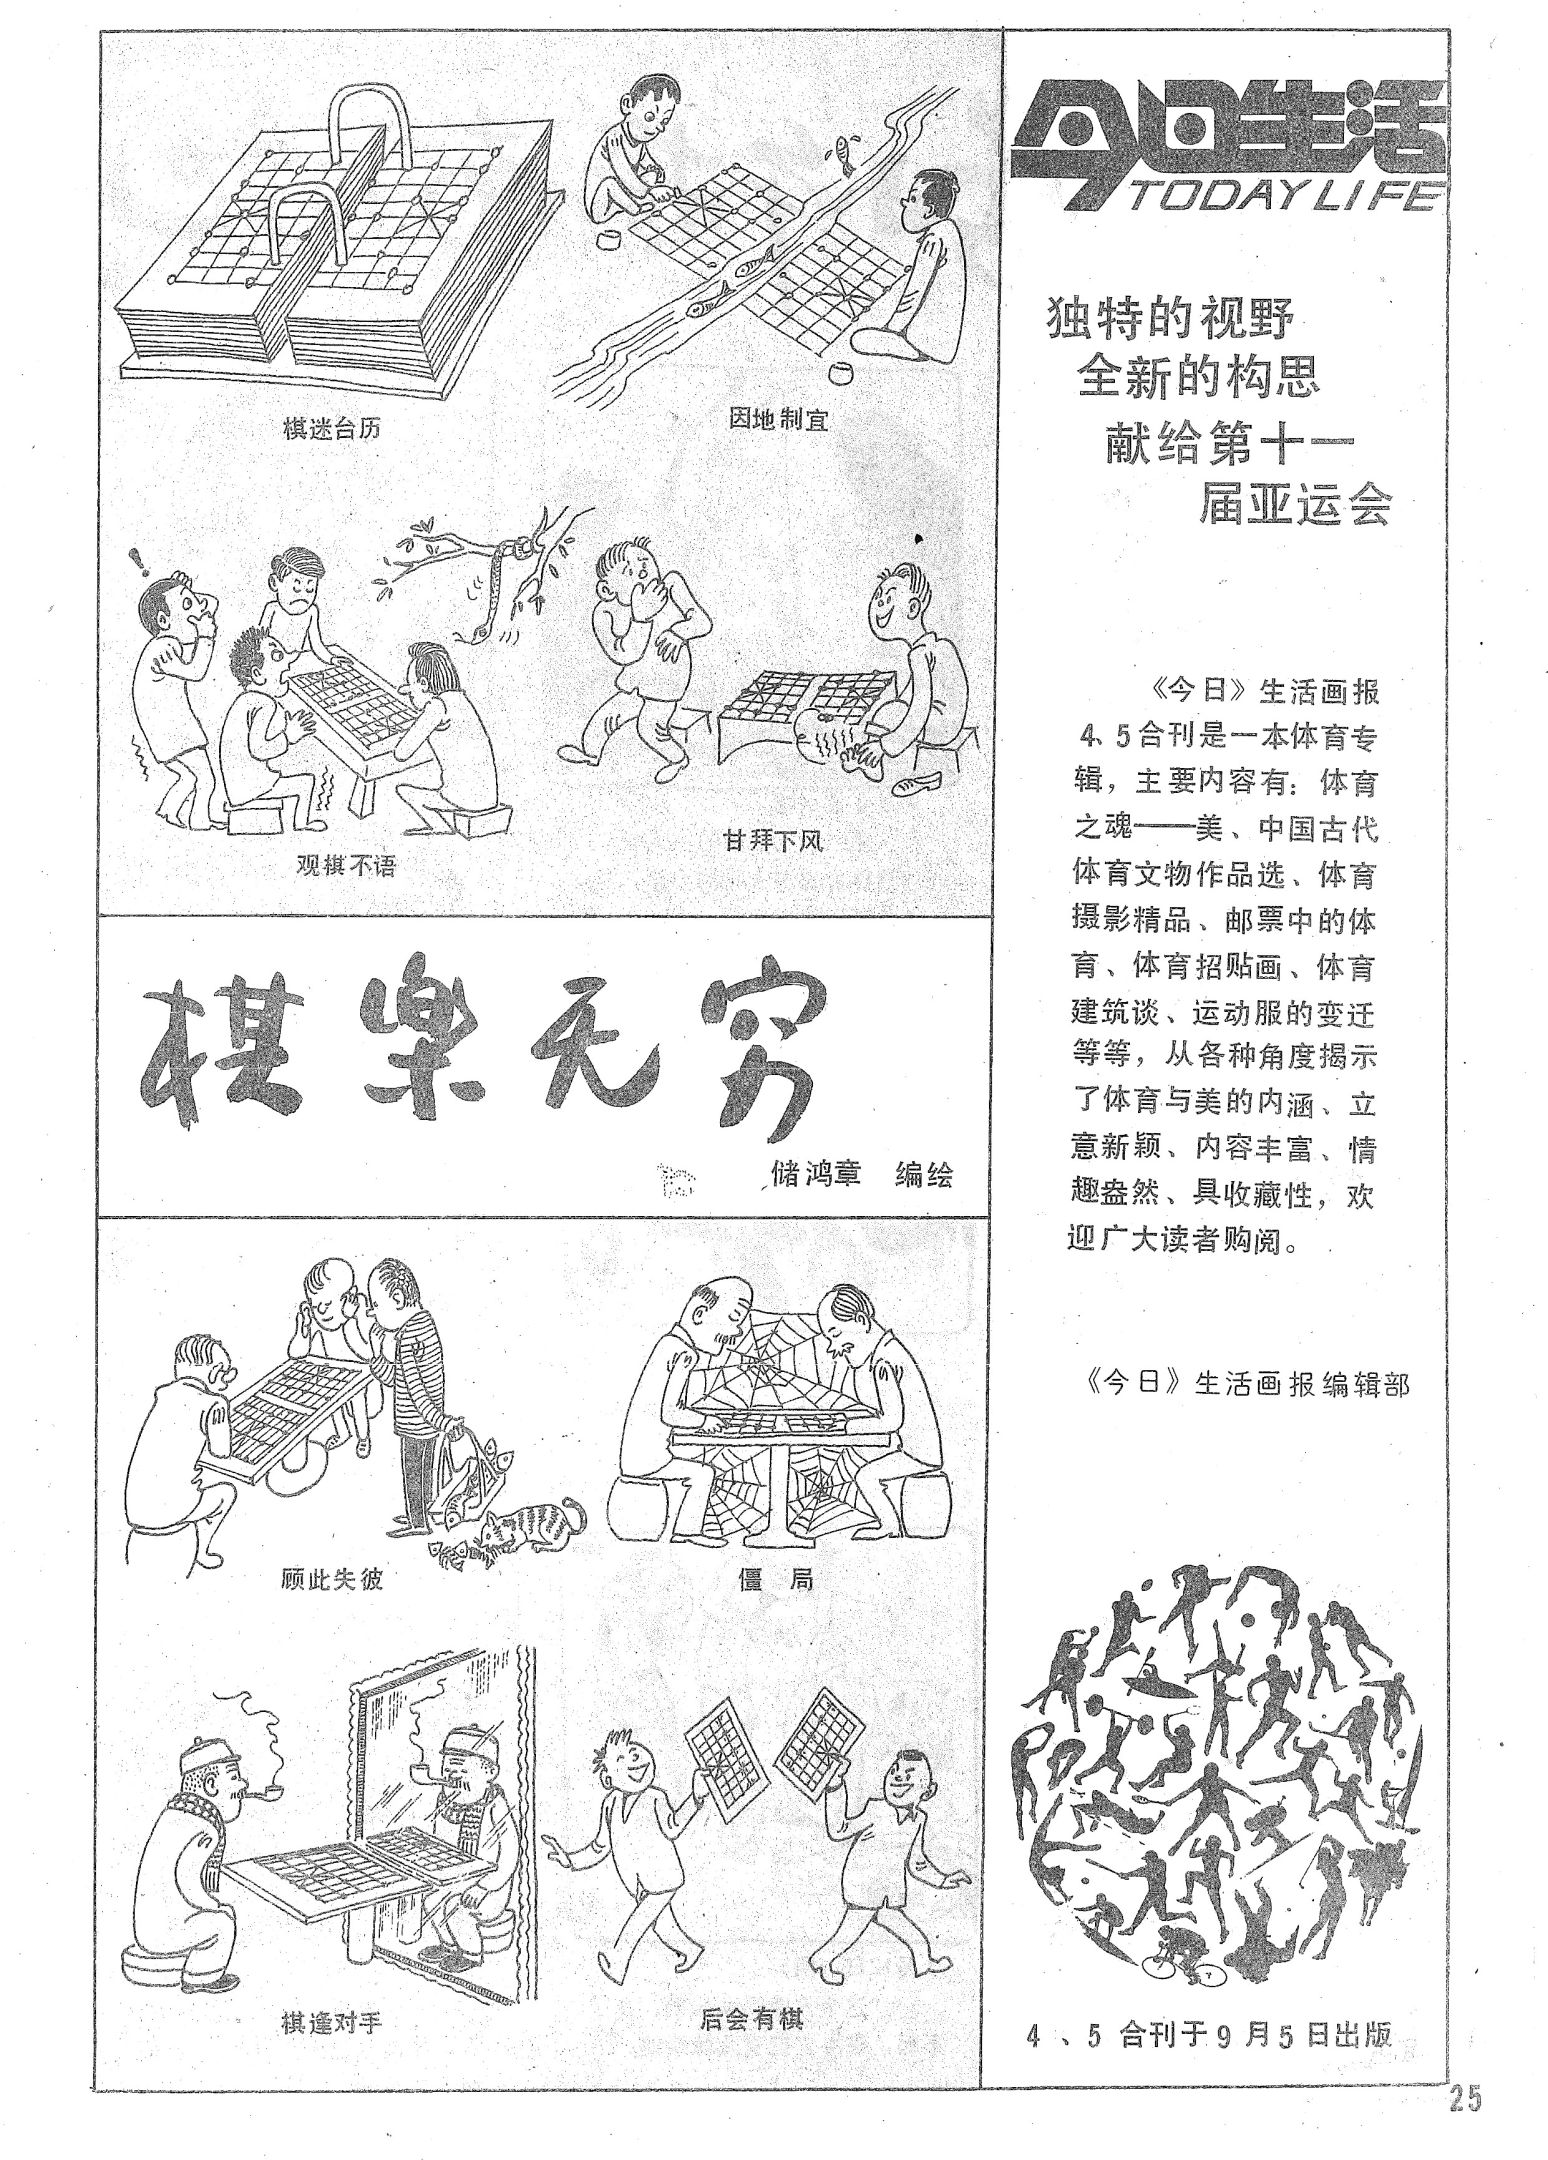 棋迷台历
因地制宜
!
观棋不语
甘拜下风
棋樂无穷
储鸿章 编绘
顾此失彼
僵 局
棋逢对手
后会有棋
今日生活
TODAY LIFE
独特的视野
全新的构思
献给第十一
届亚运会
《今日》生活画报
4、5合刊是一本体育专
辑，主要内容有：体育
之魂——美、中国古代
体育文物作品选、体育
摄影精品、邮票中的体
育、体育招贴画、体育
建筑谈、运动服的变迁
等等，从各种角度揭示
了体育与美的内涵、立
意新颖、内容丰富、情
趣盎然、具收藏性，欢
迎广大读者购阅。
《今日》生活画报编辑部
4、5 合刊于9月5日出版
25